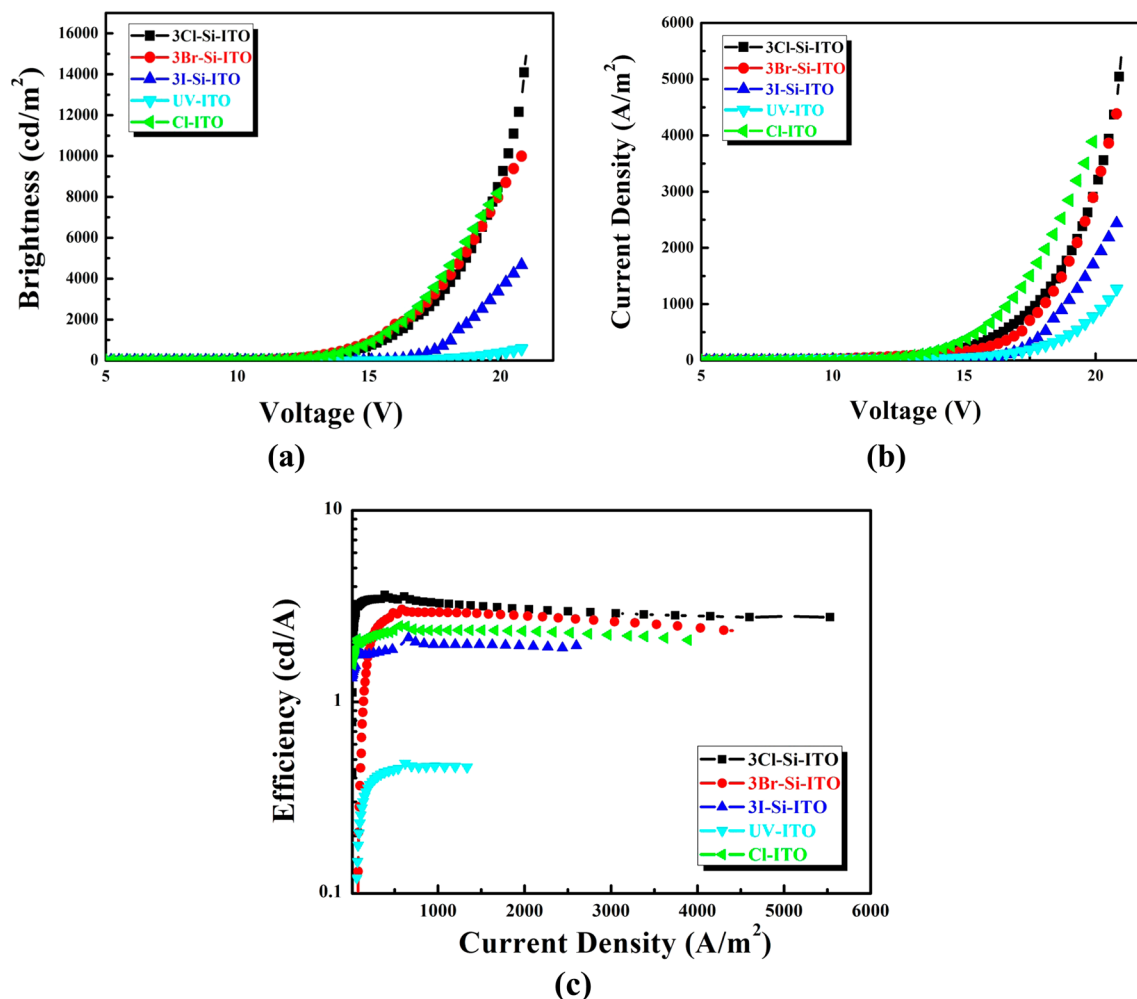 16000
14000
12000
10000
8000
6000
4000
2000
0
Brightness (cd/m²)
3Cl-Si-ITO
3Br-Si-ITO
3I-Si-ITO
UV-ITO
Cl-ITO
5
10
15
20
Voltage (V)
(a)
6000
5000
4000
3000
2000
1000
0
Current Density (A/m²)
3Cl-Si-ITO
3Br-Si-ITO
3I-Si-ITO
UV-ITO
Cl-ITO
5
10
15
20
Voltage (V)
(b)
10
1
0.1
Efficiency (cd/A)
3Cl-Si-ITO
3Br-Si-ITO
3I-Si-ITO
UV-ITO
Cl-ITO
1000
2000
3000
4000
5000
6000
Current Density (A/m²)
(c)